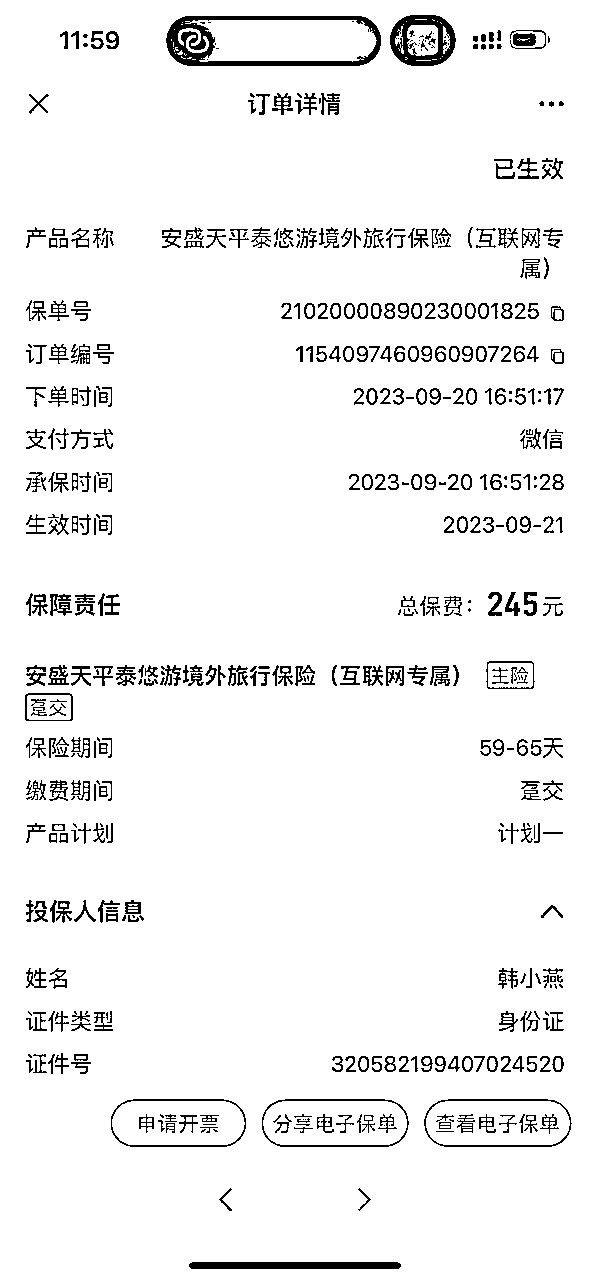 11:59
订单详情
已生效
产品名称 安盛天平泰悠游境外旅行保险（互联网专
属）
保单号 21020000890230001825
订单编号 1154097460960907264
下单时间 2023-09-20 16:51:17
支付方式 微信
承保时间 2023-09-20 16:51:28
生效时间 2023-09-21
保障责任 总保费：245元
安盛天平泰悠游境外旅行保险（互联网专属） 主险
趸交
保险期间 59-65天
缴费期间 趸交
产品计划 计划一
投保人信息
姓名 韩小燕
证件类型 身份证
证件号 320582199407024520
申请开票 分享电子保单 查看电子保单